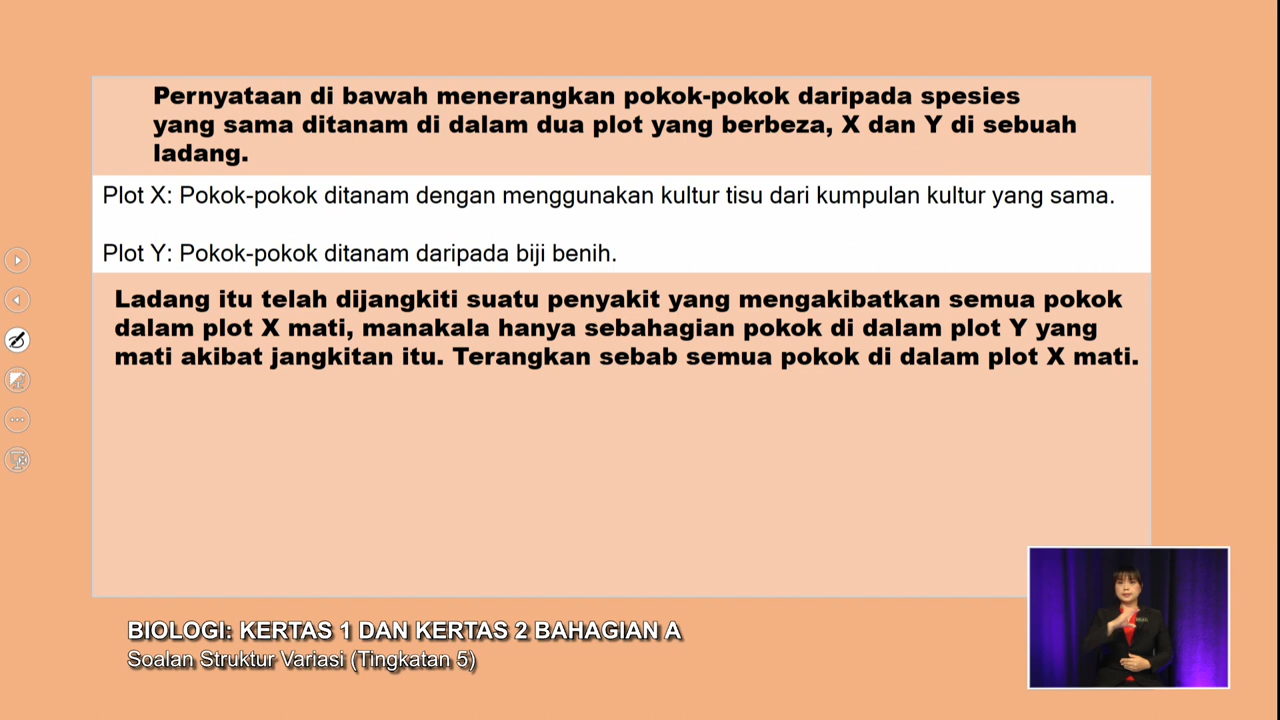 Pernyataan di bawah menerangkan pokok-pokok daripada spesies
yang sama ditanam di dalam dua plot yang berbeza, X dan Y di sebuah
ladang.
Plot X: Pokok-pokok ditanam dengan menggunakan kultur tisu dari kumpulan kultur yang sama.
Plot Y: Pokok-pokok ditanam daripada biji benih.
Ladang itu telah dijangkiti suatu penyakit yang mengakibatkan semua pokok
dalam plot X mati, manakala hanya sebahagian pokok di dalam plot Y yang
mati akibat jangkitan itu. Terangkan sebab semua pokok di dalam plot X mati.
BIOLOGI: KERTAS 1 DAN KERTAS 2 BAHAGIAN A
Soalan Struktur Variasi (Tingkatan 5)